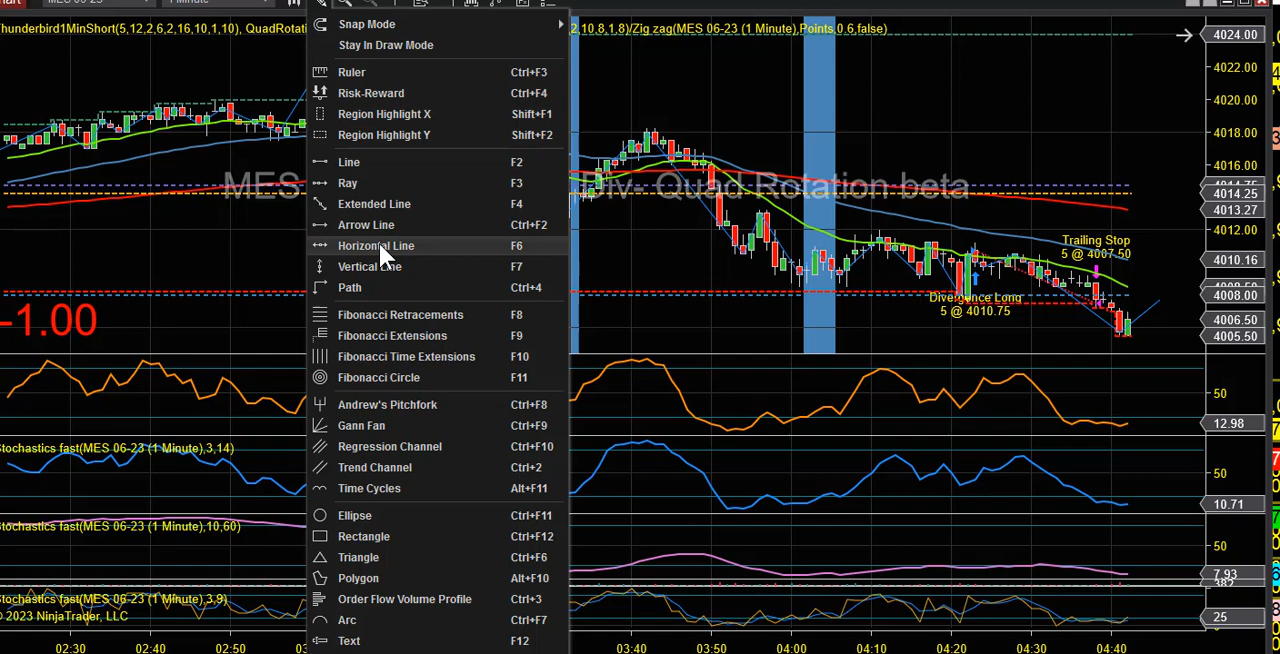 MES 06-23
1 Minute
Snap Mode
Stay In Draw Mode
hunderbird1MinShort(5,12,2,6,2,16,10,1,10), QuadRotati
2,10.8,1.8)/Zig zag(MES 06-23 (1 Minute),Points,0.6,false)
4024.00
4022.00
4020.00
4018.00
4016.00
4014.25
4013.27
4012.00
4010.16
4008.00
4006.50
4005.50
Ruler Ctrl+F3
Risk-Reward Ctrl+F4
Region Highlight X Shift+F1
Region Highlight Y Shift+F2
Line F2
Ray F3
Extended Line F4
Arrow Line Ctrl+F2
Horizontal Line F6
Vertical Line F7
Path Ctrl+4
Fibonacci Retracements F8
Fibonacci Extensions F9
Fibonacci Time Extensions F10
Fibonacci Circle F11
Andrew's Pitchfork Ctrl+F8
Gann Fan Ctrl+F9
Regression Channel Ctrl+F10
Trend Channel Ctrl+2
Time Cycles Alt+F11
Ellipse Ctrl+F11
Rectangle Ctrl+F12
Triangle Ctrl+F6
Polygon Alt+F10
Order Flow Volume Profile Ctrl+3
Arc Ctrl+F7
Text F12
MES
iv- Quad Rotation beta
Trailing Stop
5 @ 4007.50
Divergence Long
5 @ 4010.75
-1.00
50
12.98
Stochastics fast(MES 06-23 (1 Minute),3,14)
50
10.71
Stochastics fast(MES 06-23 (1 Minute),10,60)
50
7.93
Stochastics fast(MES 06-23 (1 Minute),3,9)
25
© 2023 NinjaTrader, LLC
02:30 02:40 02:50 03:40 03:50 04:00 04:10 04:20 04:30 04:40